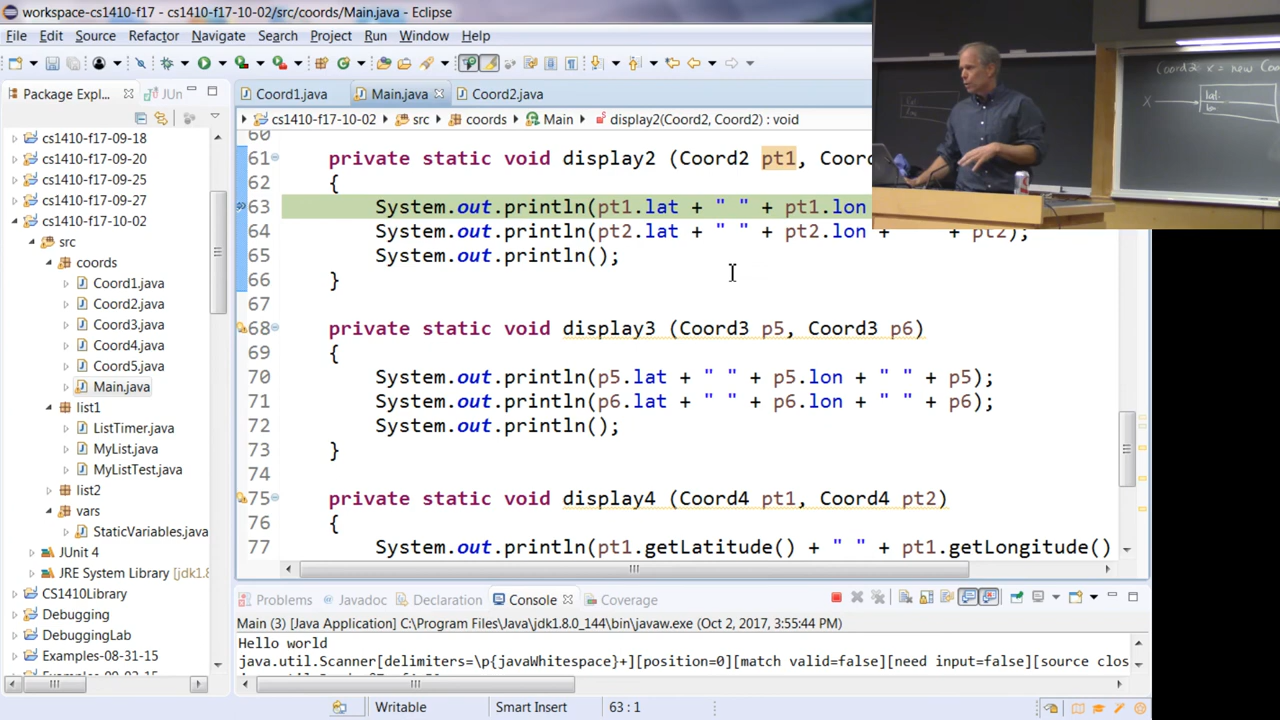 workspace-cs1410-f17 - cs1410-f17-10-02/src/coords/Main.java - Eclipse
File Edit Source Refactor Navigate Search Project Run Window Help
Package Expl... JUn
cs1410-f17-09-18
cs1410-f17-09-20
cs1410-f17-09-25
cs1410-f17-09-27
cs1410-f17-10-02
src
coords
Coord1.java
Coord2.java
Coord3.java
Coord4.java
Coord5.java
Main.java
list1
ListTimer.java
MyList.java
MyListTest.java
list2
vars
StaticVariables.java
JUnit 4
JRE System Library [jdk1.8
CS1410Library
Debugging
DebuggingLab
Examples-08-31-15
Coord1.java Main.java Coord2.java
cs1410-f17-10-02 src coords Main display2(Coord2, Coord2) : void
60
61 private static void display2 (Coord2 pt1, Coor
62 {
63 System.out.println(pt1.lat + " " + pt1.lon
64 System.out.println(pt2.lat + " " + pt2.lon + + pt2);
65 System.out.println();
66 }
67
68 private static void display3 (Coord3 p5, Coord3 p6)
69 {
70 System.out.println(p5.lat + " " + p5.lon + " " + p5);
71 System.out.println(p6.lat + " " + p6.lon + " " + p6);
72 System.out.println();
73 }
74
75 private static void display4 (Coord4 pt1, Coord4 pt2)
76 {
77 System.out.println(pt1.getLatitude() + " " + pt1.getLongitude()
Problems Javadoc Declaration Console Coverage
Main (3) [Java Application] C:\Program Files\Java\jdk1.8.0_144\bin\javaw.exe (Oct 2, 2017, 3:55:44 PM)
Hello world
java.util.Scanner[delimiters=\p{javaWhitespace}+][position=0][match valid=false][need input=false][source clos
Writable Smart Insert 63 : 1
Coord2 x = new Coo
x lat:
lo